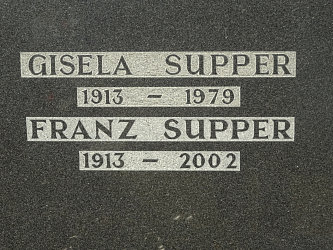 GISELA SUPPER
1913 – 1979
FRANZ SUPPER
1913 – 2002